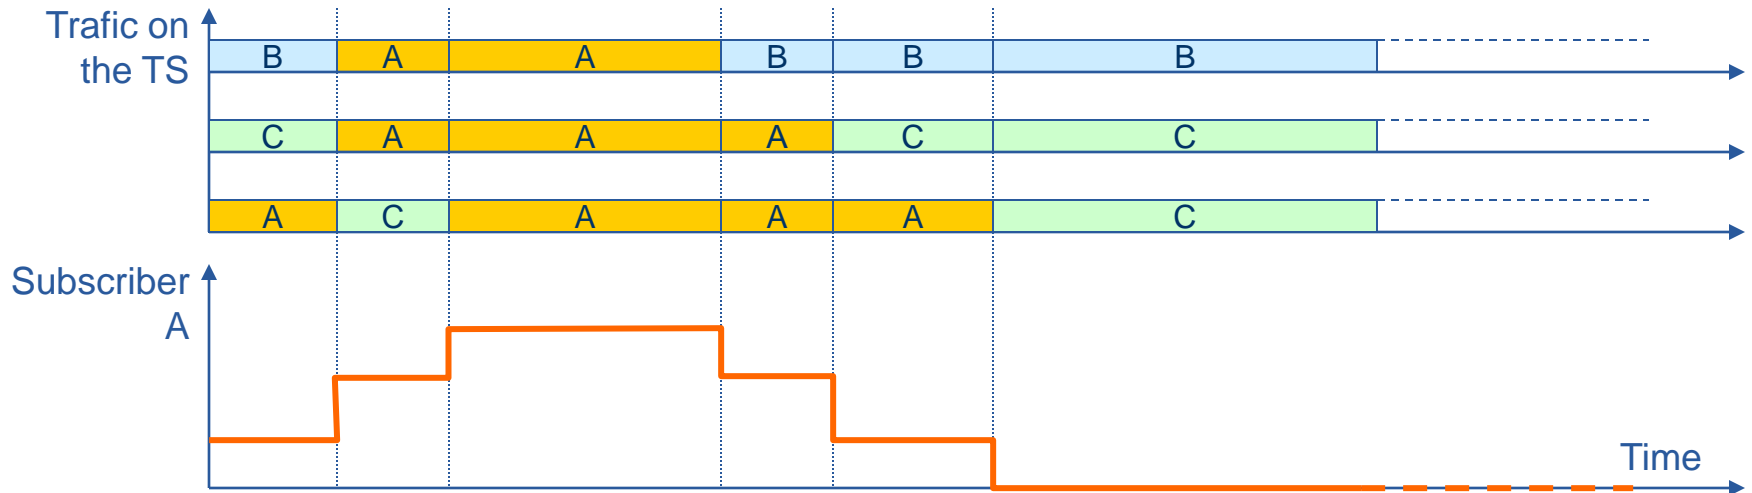 Trafic on
the TS
B A A B B B
C A A A C C
A C A A A C
Subscriber
A
Time